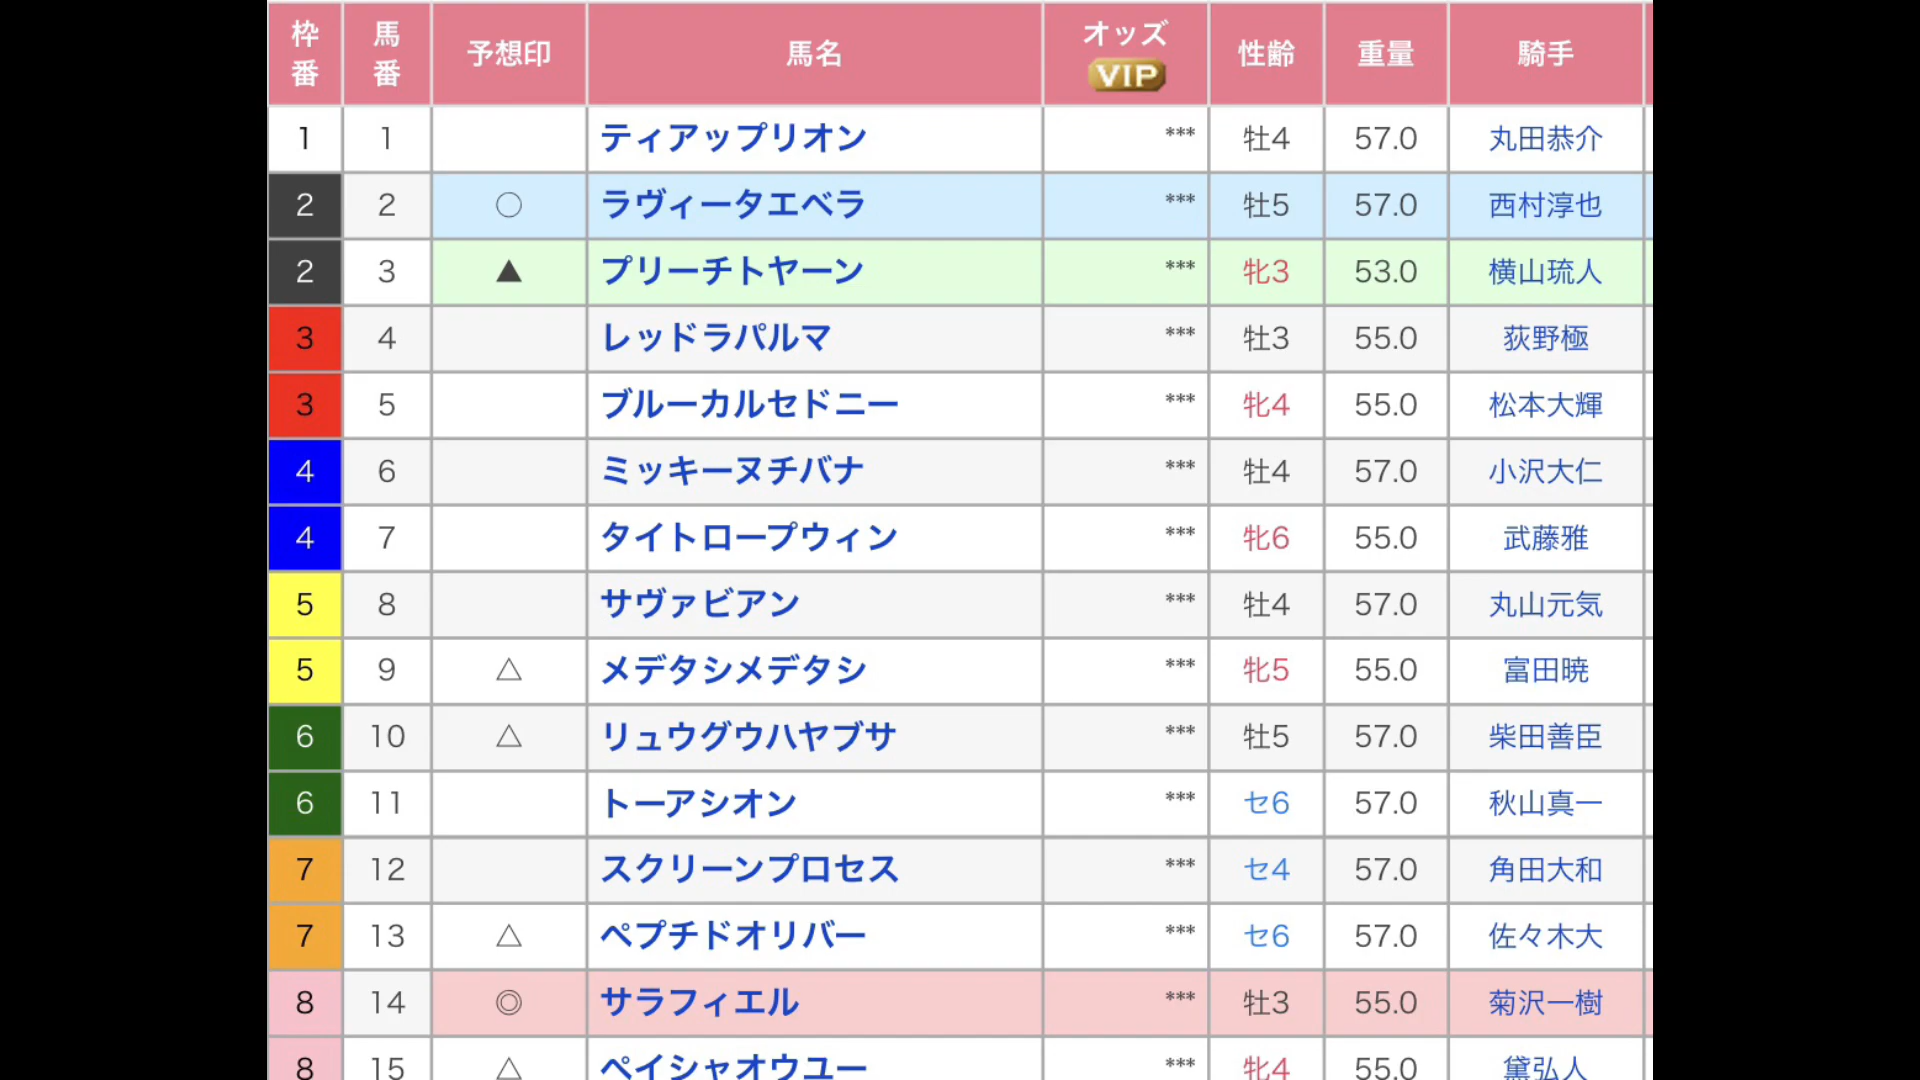 枠番 馬番 予想印 馬名 オッズ VIP 性齢 重量 騎手
1 1 ティアップリオン *** 牡4 57.0 丸田恭介
2 2 ○ ラヴィータエベラ *** 牡5 57.0 西村淳也
2 3 ▲ プリーチトヤーン *** 牝3 53.0 横山琉人
3 4 レッドラパルマ *** 牡3 55.0 荻野極
3 5 ブルーカルセドニー *** 牝4 55.0 松本大輝
4 6 ミッキーヌチバナ *** 牡4 57.0 小沢大仁
4 7 タイトロープウィン *** 牝6 55.0 武藤雅
5 8 サヴァビアン *** 牡4 57.0 丸山元気
5 9 △ メデタシメデタシ *** 牝5 55.0 富田暁
6 10 △ リュウグウハヤブサ *** 牡5 57.0 柴田善臣
6 11 トーアシオン *** セ6 57.0 秋山真一
7 12 スクリーンプロセス *** セ4 57.0 角田大和
7 13 △ ペプチドオリバー *** セ6 57.0 佐々木大
8 14 ◎ サラフィエル *** 牡3 55.0 菊沢一樹
8 15 △ ペイシャオウユー *** 牝4 55.0 黛弘人